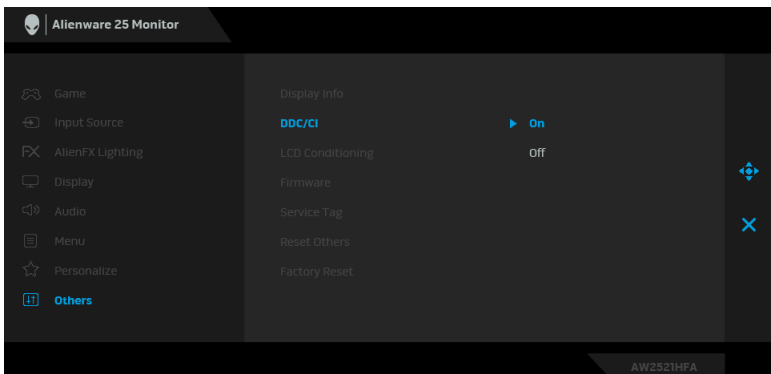 Alienware 25 Monitor
Game
Input Source
AlienFX Lighting
Display
Audio
Menu
Personalize
Others
Display Info
DDC/CI
On
LCD Conditioning
Off
Firmware
Service Tag
Reset Others
Factory Reset
AW2521HFA